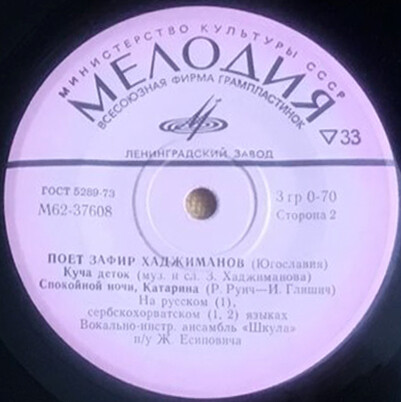 МИНИСТЕРСТВО КУЛЬТУРЫ СССР
МЕЛОДИЯ
ВСЕСОЮЗНАЯ ФИРМА ГРАМПЛАСТИНОК
▽33
ЛЕНИНГРАДСКИЙ ЗАВОД
ГОСТ 5289-73
3 гр 0-70
М62-37608
Сторона 2
ПОЕТ ЗАФИР ХАДЖИМАНОВ (Югославия)
Куча деток (муз. и сл. З. Хаджиманова)
Спокойной ночи, Катарина (Р. Руич—И. Глишич)
На русском (1),
сербскохорватском (1, 2) языках
Вокально-инстр. ансамбль «Шкула»
п/у Ж. Есиповича